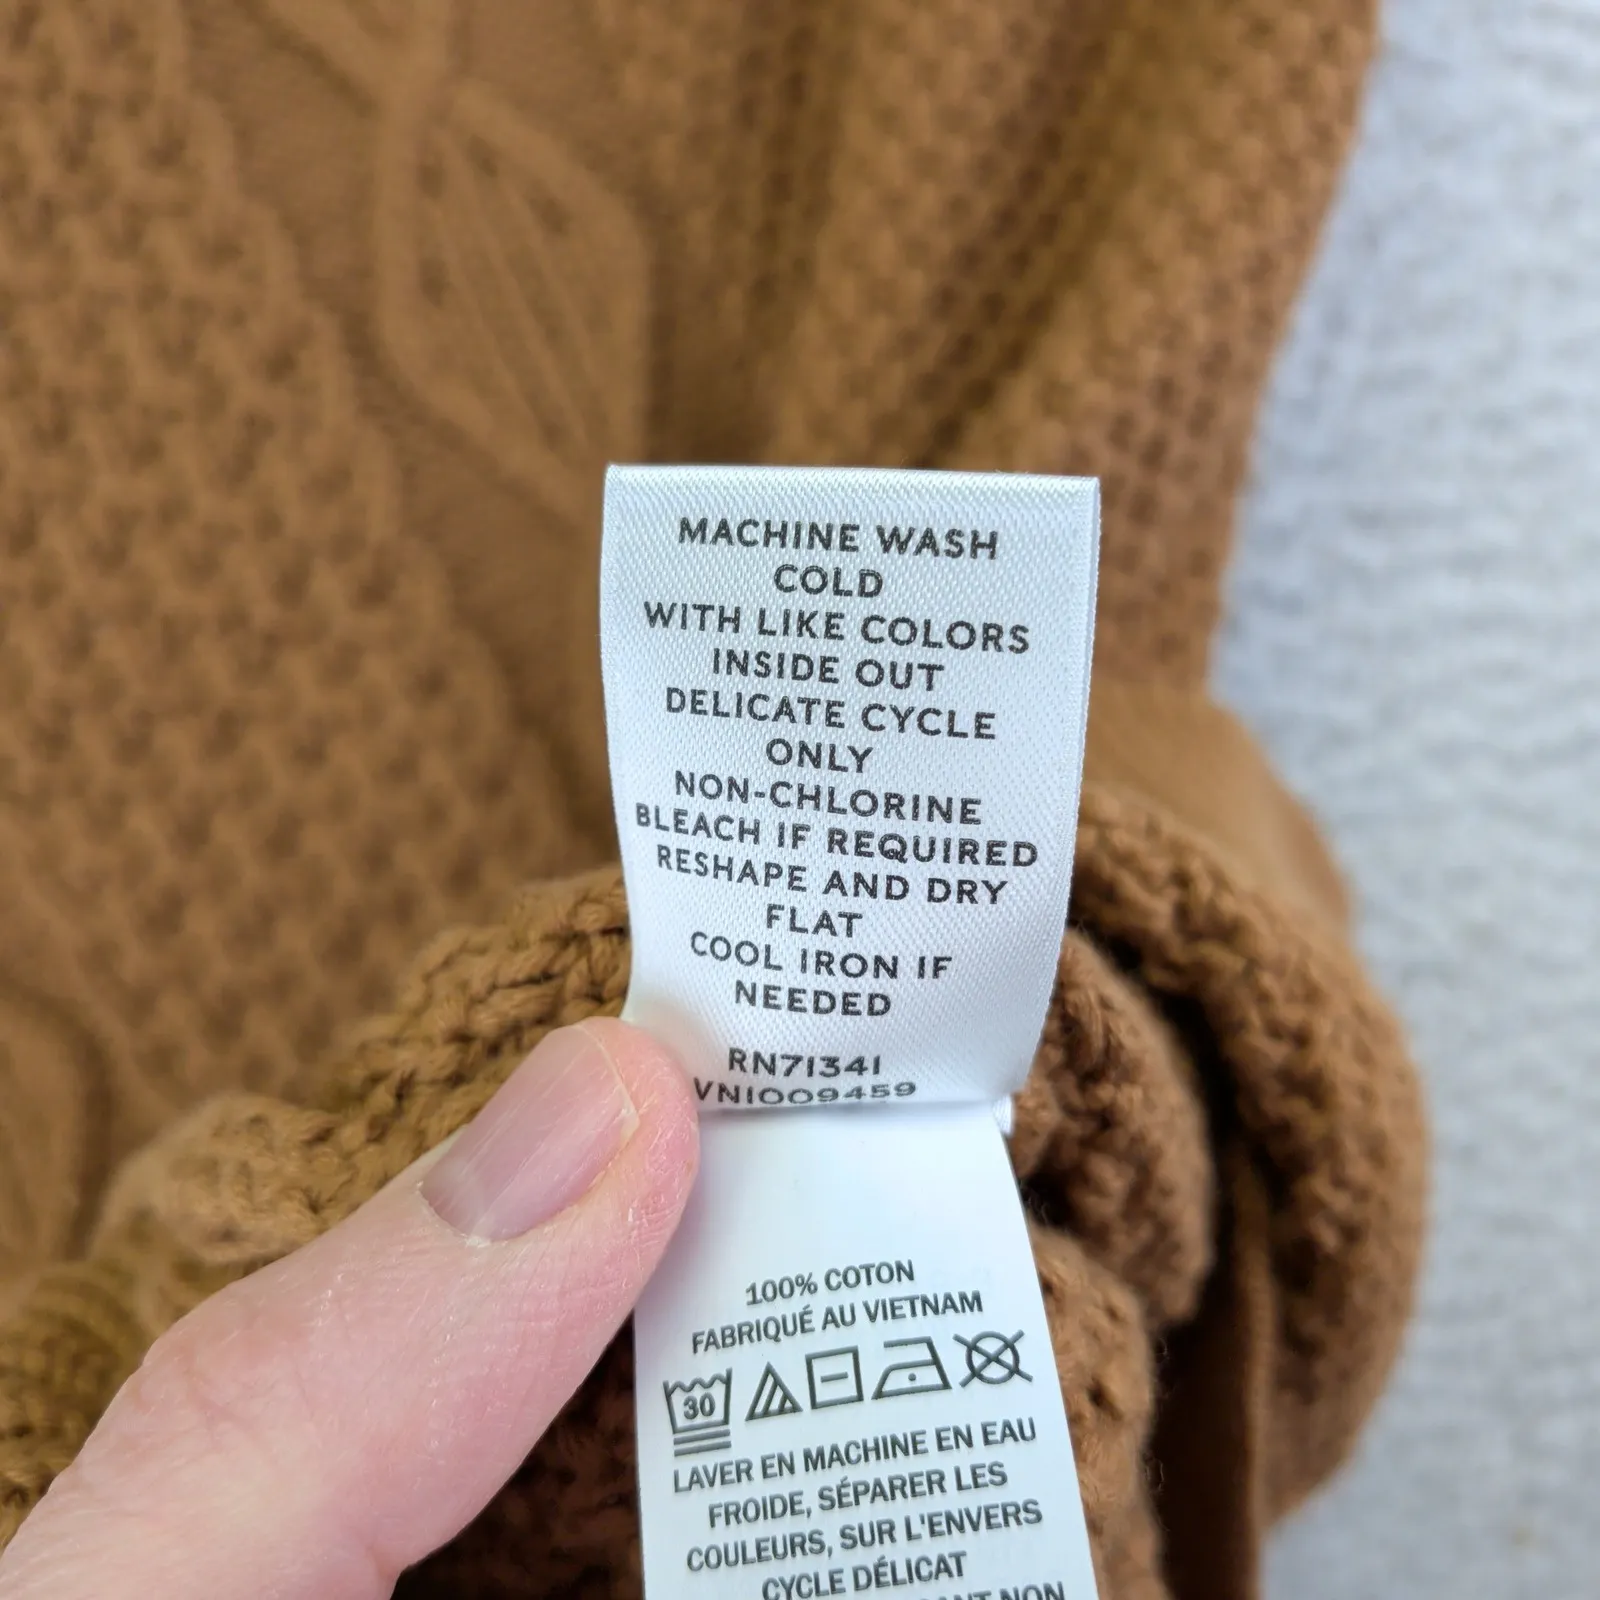 MACHINE WASH
COLD
WITH LIKE COLORS
INSIDE OUT
DELICATE CYCLE
ONLY
NON-CHLORINE
BLEACH IF REQUIRED
RESHAPE AND DRY
FLAT
COOL IRON IF
NEEDED
RN71341
VN1009459
100% COTON
FABRIQUÉ AU VIETNAM
30
LAVER EN MACHINE EN EAU
FROIDE, SÉPARER LES
COULEURS, SUR L'ENVERS
CYCLE DÉLICAT
NON